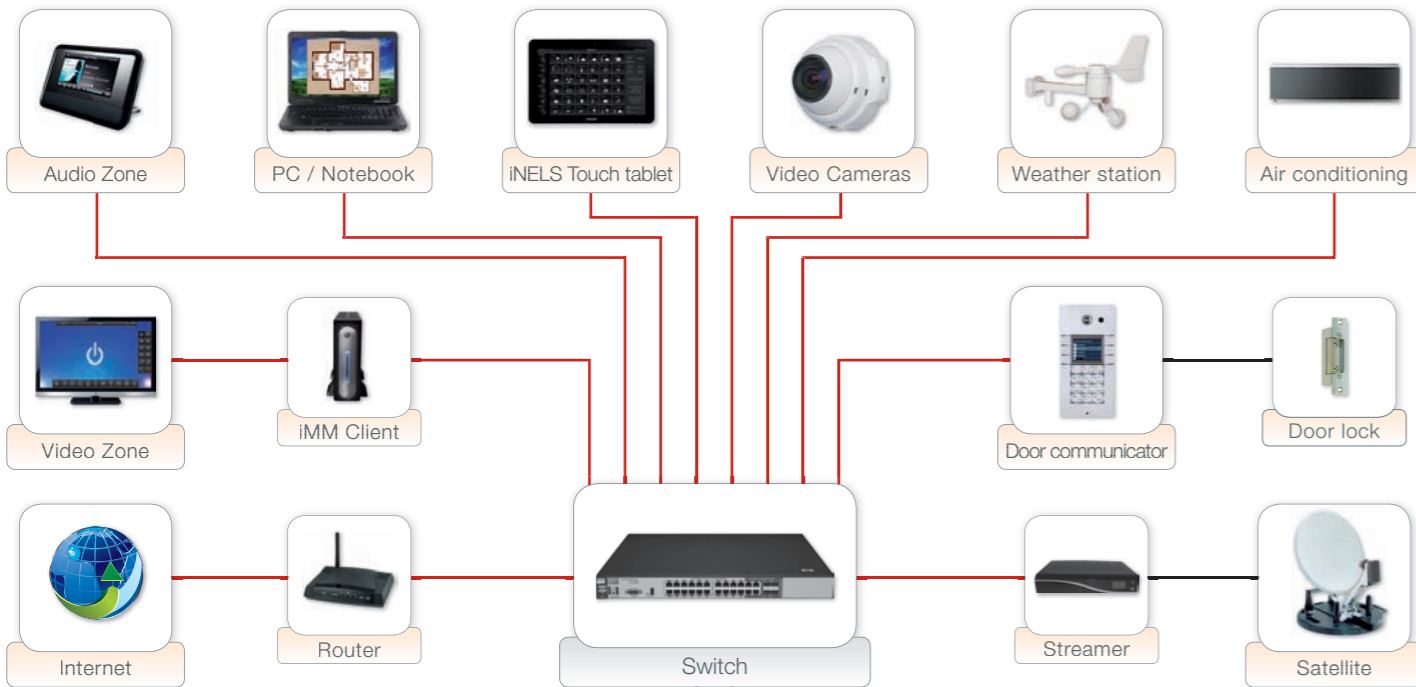 Audio Zone
PC / Notebook
iNELS Touch tablet
Video Cameras
Weather station
Air conditioning
Video Zone
iMM Client
Door communicator
Door lock
Internet
Router
Switch
Streamer
Satellite